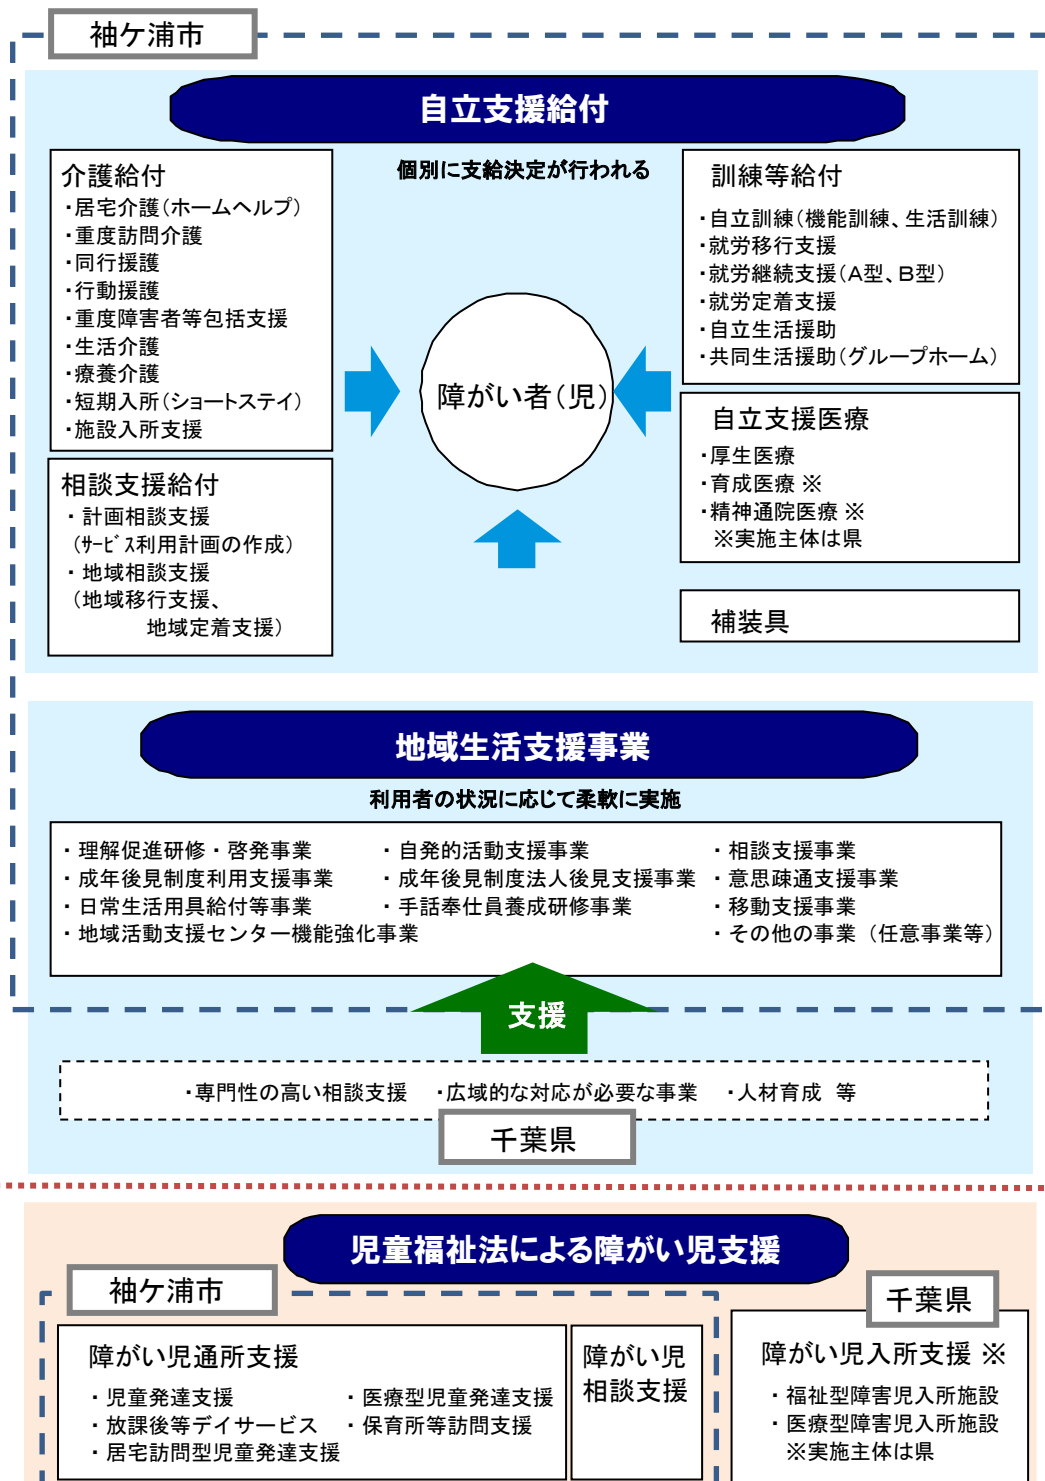 袖ケ浦市
自立支援給付
個別に支給決定が行われる
介護給付
・居宅介護（ホームヘルプ）
・重度訪問介護
・同行援護
・行動援護
・重度障害者等包括支援
・生活介護
・療養介護
・短期入所（ショートステイ）
・施設入所支援
相談支援給付
・計画相談支援
（ｻｰﾋﾞｽ利用計画の作成）
・地域相談支援
（地域移行支援、
地域定着支援）
障がい者（児）
訓練等給付
・自立訓練（機能訓練、生活訓練）
・就労移行支援
・就労継続支援（Ａ型、Ｂ型）
・就労定着支援
・自立生活援助
・共同生活援助（グループホーム）
自立支援医療
・厚生医療
・育成医療 ※
・精神通院医療 ※
※実施主体は県
補装具
地域生活支援事業
利用者の状況に応じて柔軟に実施
・理解促進研修・啓発事業 ・自発的活動支援事業 ・相談支援事業
・成年後見制度利用支援事業 ・成年後見制度法人後見支援事業 ・意思疎通支援事業
・日常生活用具給付等事業 ・手話奉仕員養成研修事業 ・移動支援事業
・地域活動支援センター機能強化事業 ・その他の事業（任意事業等）
支援
・専門性の高い相談支援 ・広域的な対応が必要な事業 ・人材育成 等
千葉県
児童福祉法による障がい児支援
袖ケ浦市
障がい児通所支援
・児童発達支援 ・医療型児童発達支援
・放課後等デイサービス ・保育所等訪問支援
・居宅訪問型児童発達支援
障がい児
相談支援
千葉県
障がい児入所支援 ※
・福祉型障害児入所施設
・医療型障害児入所施設
※実施主体は県